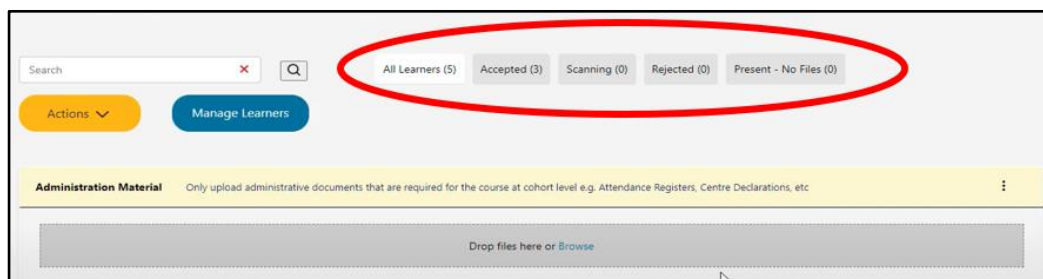 Search
All Learners (5) Accepted (3) Scanning (0) Rejected (0) Present - No Files (0)
Actions Manage Learners
Administration Material Only upload administrative documents that are required for the course at cohort level e.g. Attendance Registers, Centre Declarations, etc
Drop files here or Browse